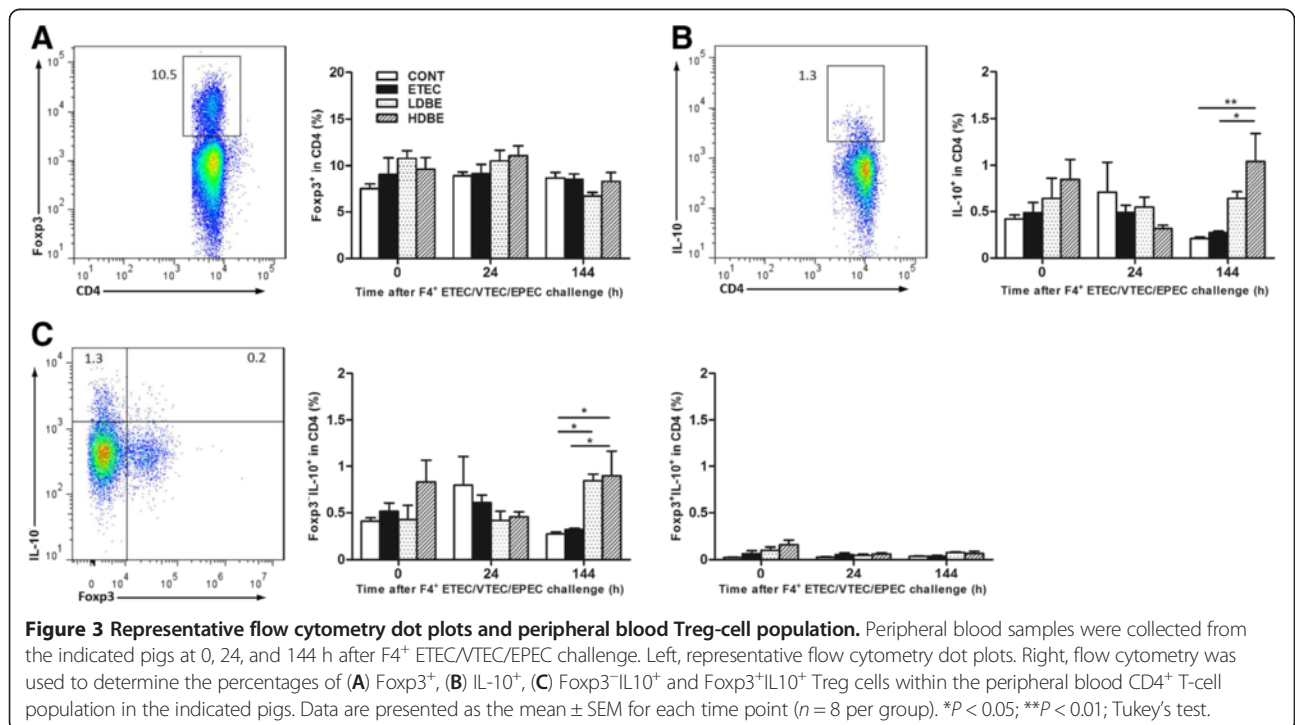 A
10.5
10⁵
10⁴
10³
10²
10¹
Foxp3
10¹ 10² 10³ 10⁴ 10⁵
CD4
20
15
10
5
0
Foxp3⁺ in CD4 (%)
CONT
ETEC
LDBE
HDBE
0 24 144
Time after F4⁺ ETEC/VTEC/EPEC challenge (h)
B
1.3
10⁵
10⁴
10³
10²
10¹
IL-10
10¹ 10² 10³ 10⁴ 10⁵
CD4
2
1.5
1
0.5
0
IL-10⁺ in CD4 (%)
**
*
0 24 144
Time after F4⁺ ETEC/VTEC/EPEC challenge (h)
C
1.3 0.2
10⁴
10³
10²
10¹
IL-10
0 10⁴ 10⁵ 10⁶ 10⁷
Foxp3
2
1.5
1
0.5
0
Foxp3⁻IL-10⁺ in CD4 (%)
*
*
*
0 24 144
Time after F4⁺ ETEC/VTEC/EPEC challenge (h)
2
1.5
1
0.5
0
Foxp3⁺IL-10⁺ in CD4 (%)
0 24 144
Time after F4⁺ ETEC/VTEC/EPEC challenge (h)
Figure 3 Representative flow cytometry dot plots and peripheral blood Treg-cell population. Peripheral blood samples were collected from
the indicated pigs at 0, 24, and 144 h after F4⁺ ETEC/VTEC/EPEC challenge. Left, representative flow cytometry dot plots. Right, flow cytometry was
used to determine the percentages of (A) Foxp3⁺, (B) IL-10⁺, (C) Foxp3⁻IL10⁺ and Foxp3⁺IL10⁺ Treg cells within the peripheral blood CD4⁺ T-cell
population in the indicated pigs. Data are presented as the mean ± SEM for each time point (n = 8 per group). *P < 0.05; **P < 0.01; Tukey's test.